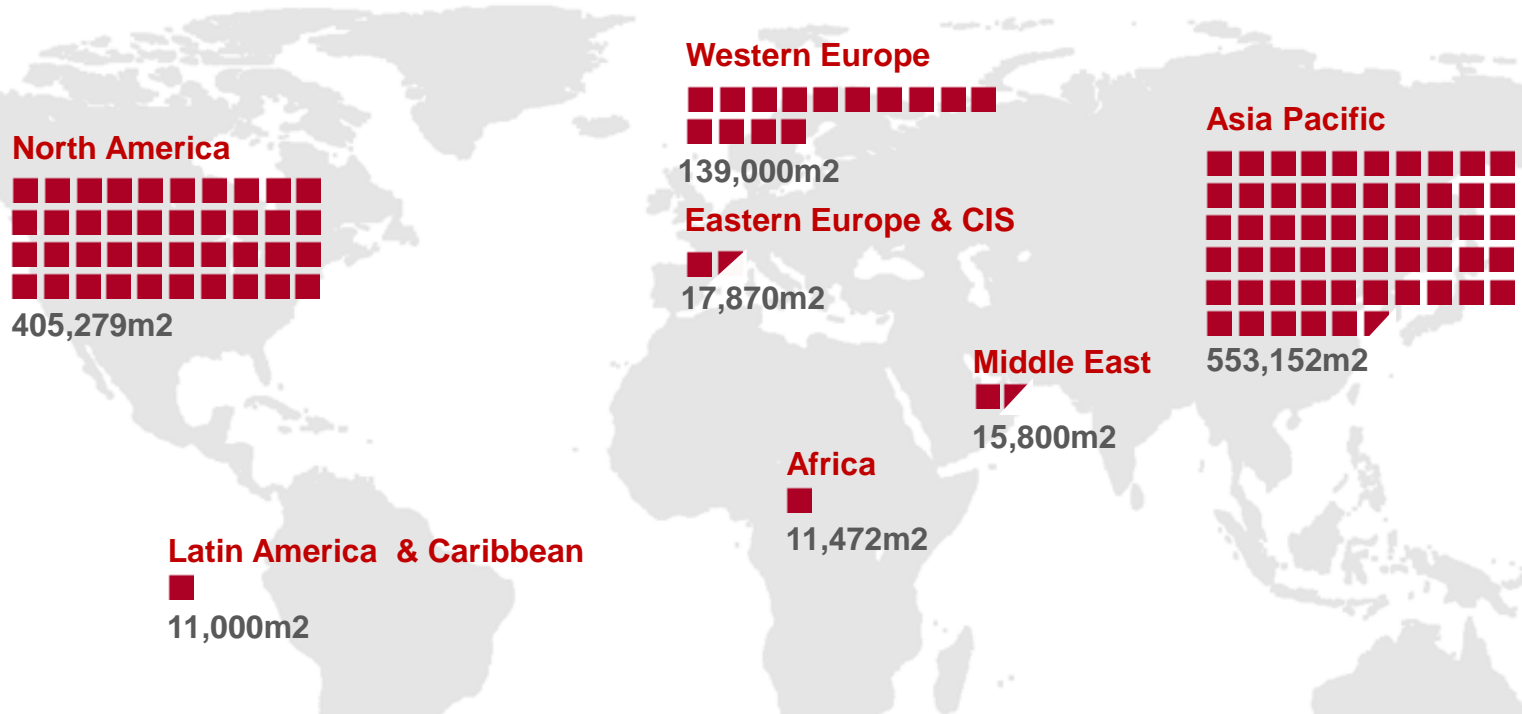 Western Europe
139,000m2
North America
405,279m2
Asia Pacific
553,152m2
Eastern Europe & CIS
17,870m2
Middle East
15,800m2
Africa
11,472m2
Latin America  & Caribbean
11,000m2